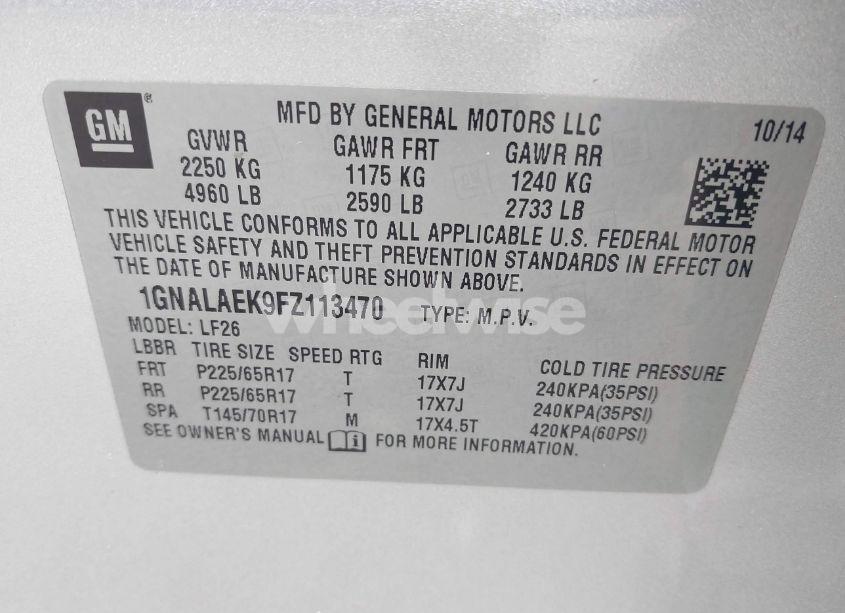 GM®
MFD BY GENERAL MOTORS LLC
10/14
GVWR GAWR FRT GAWR RR
2250 KG 1175 KG 1240 KG
4960 LB 2590 LB 2733 LB
THIS VEHICLE CONFORMS TO ALL APPLICABLE U.S. FEDERAL MOTOR
VEHICLE SAFETY AND THEFT PREVENTION STANDARDS IN EFFECT ON
THE DATE OF MANUFACTURE SHOWN ABOVE.
1GNALAEK9FZ113470 TYPE: M.P.V.
wheelwise
MODEL: LF26
LBBR TIRE SIZE SPEED RTG RIM COLD TIRE PRESSURE
FRT P225/65R17 T 17X7J 240KPA(35PSI)
RR P225/65R17 T 17X7J 240KPA(35PSI)
SPA T145/70R17 M 17X4.5T 420KPA(60PSI)
SEE OWNER'S MANUAL i FOR MORE INFORMATION.